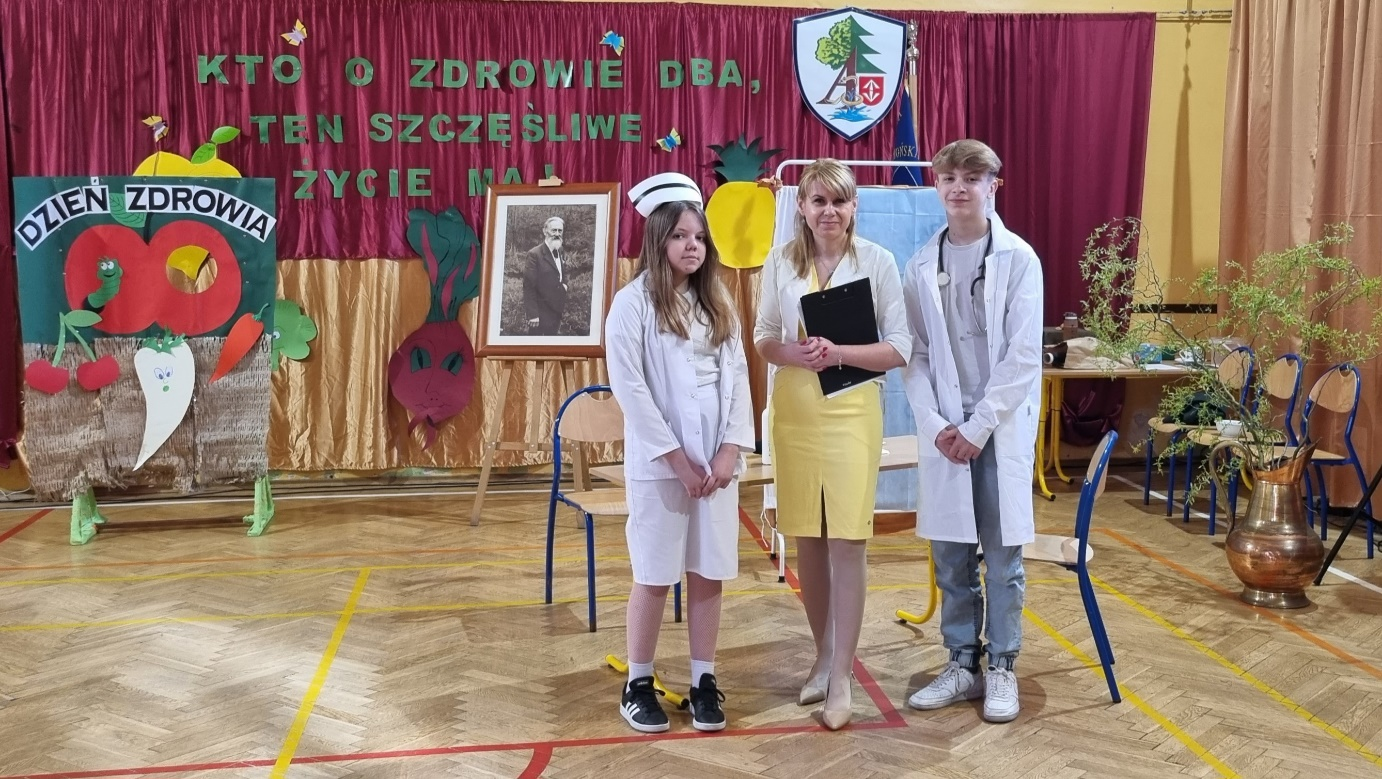 KTO O ZDROWIE DBA,
TEN SZCZĘŚLIWE
ŻYCIE MA!
DZIEŃ ZDROWIA